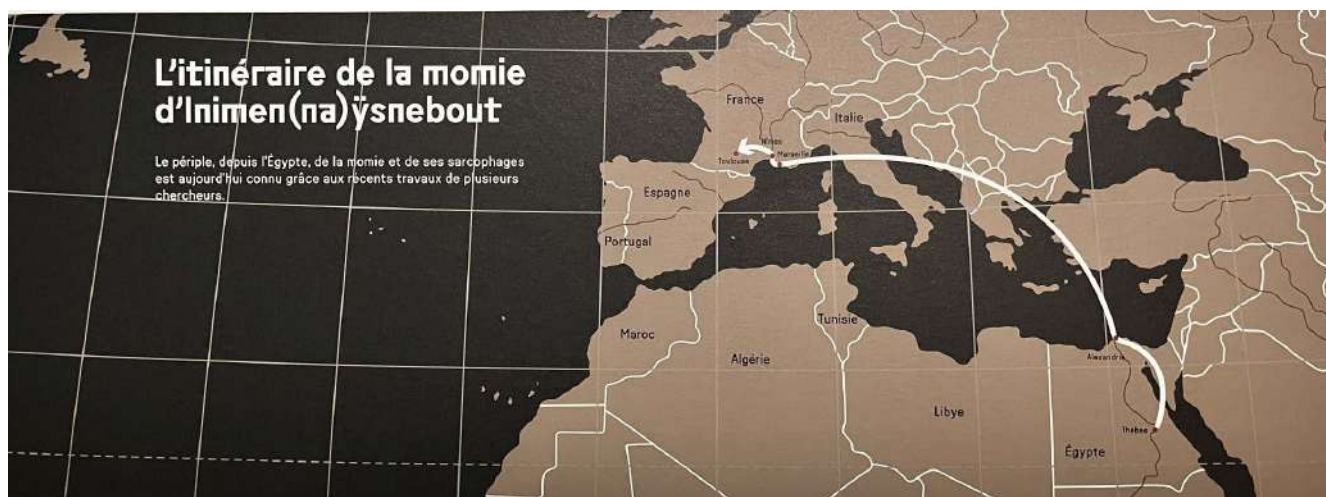 L'itinéraire de la momie
d'Inimen(na)ÿsnebout
Le périple, depuis l'Égypte, de la momie et de ses sarcophages
est aujourd'hui connu grâce aux récents travaux de plusieurs
chercheurs.
France
Italie
Nîmes
Toulouse
Marseille
Espagne
Portugal
Maroc
Algérie
Tunisie
Alexandrie
Libye
Thèbes
Égypte